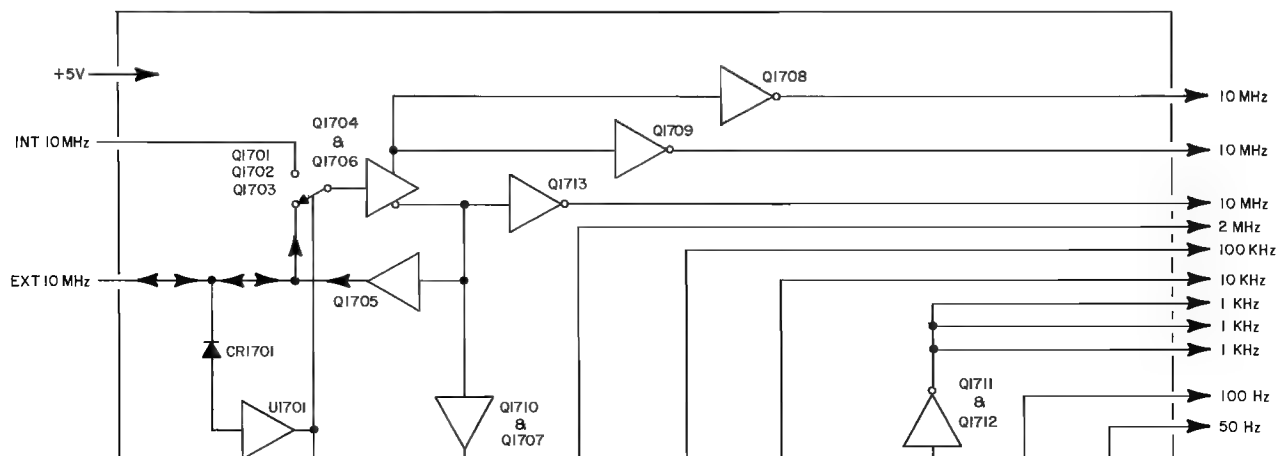 +5V
INT 10 MHz
Q1701
Q1702
Q1703
Q1704
&
Q1706
Q1708
10 MHz
Q1709
10 MHz
Q1713
10 MHz
2 MHz
100 KHz
EXT 10 MHz
Q1705
10 KHz
1 KHz
1 KHz
1 KHz
CR1701
U1701
Q1710
&
Q1707
Q1711
&
Q1712
100 Hz
50 Hz